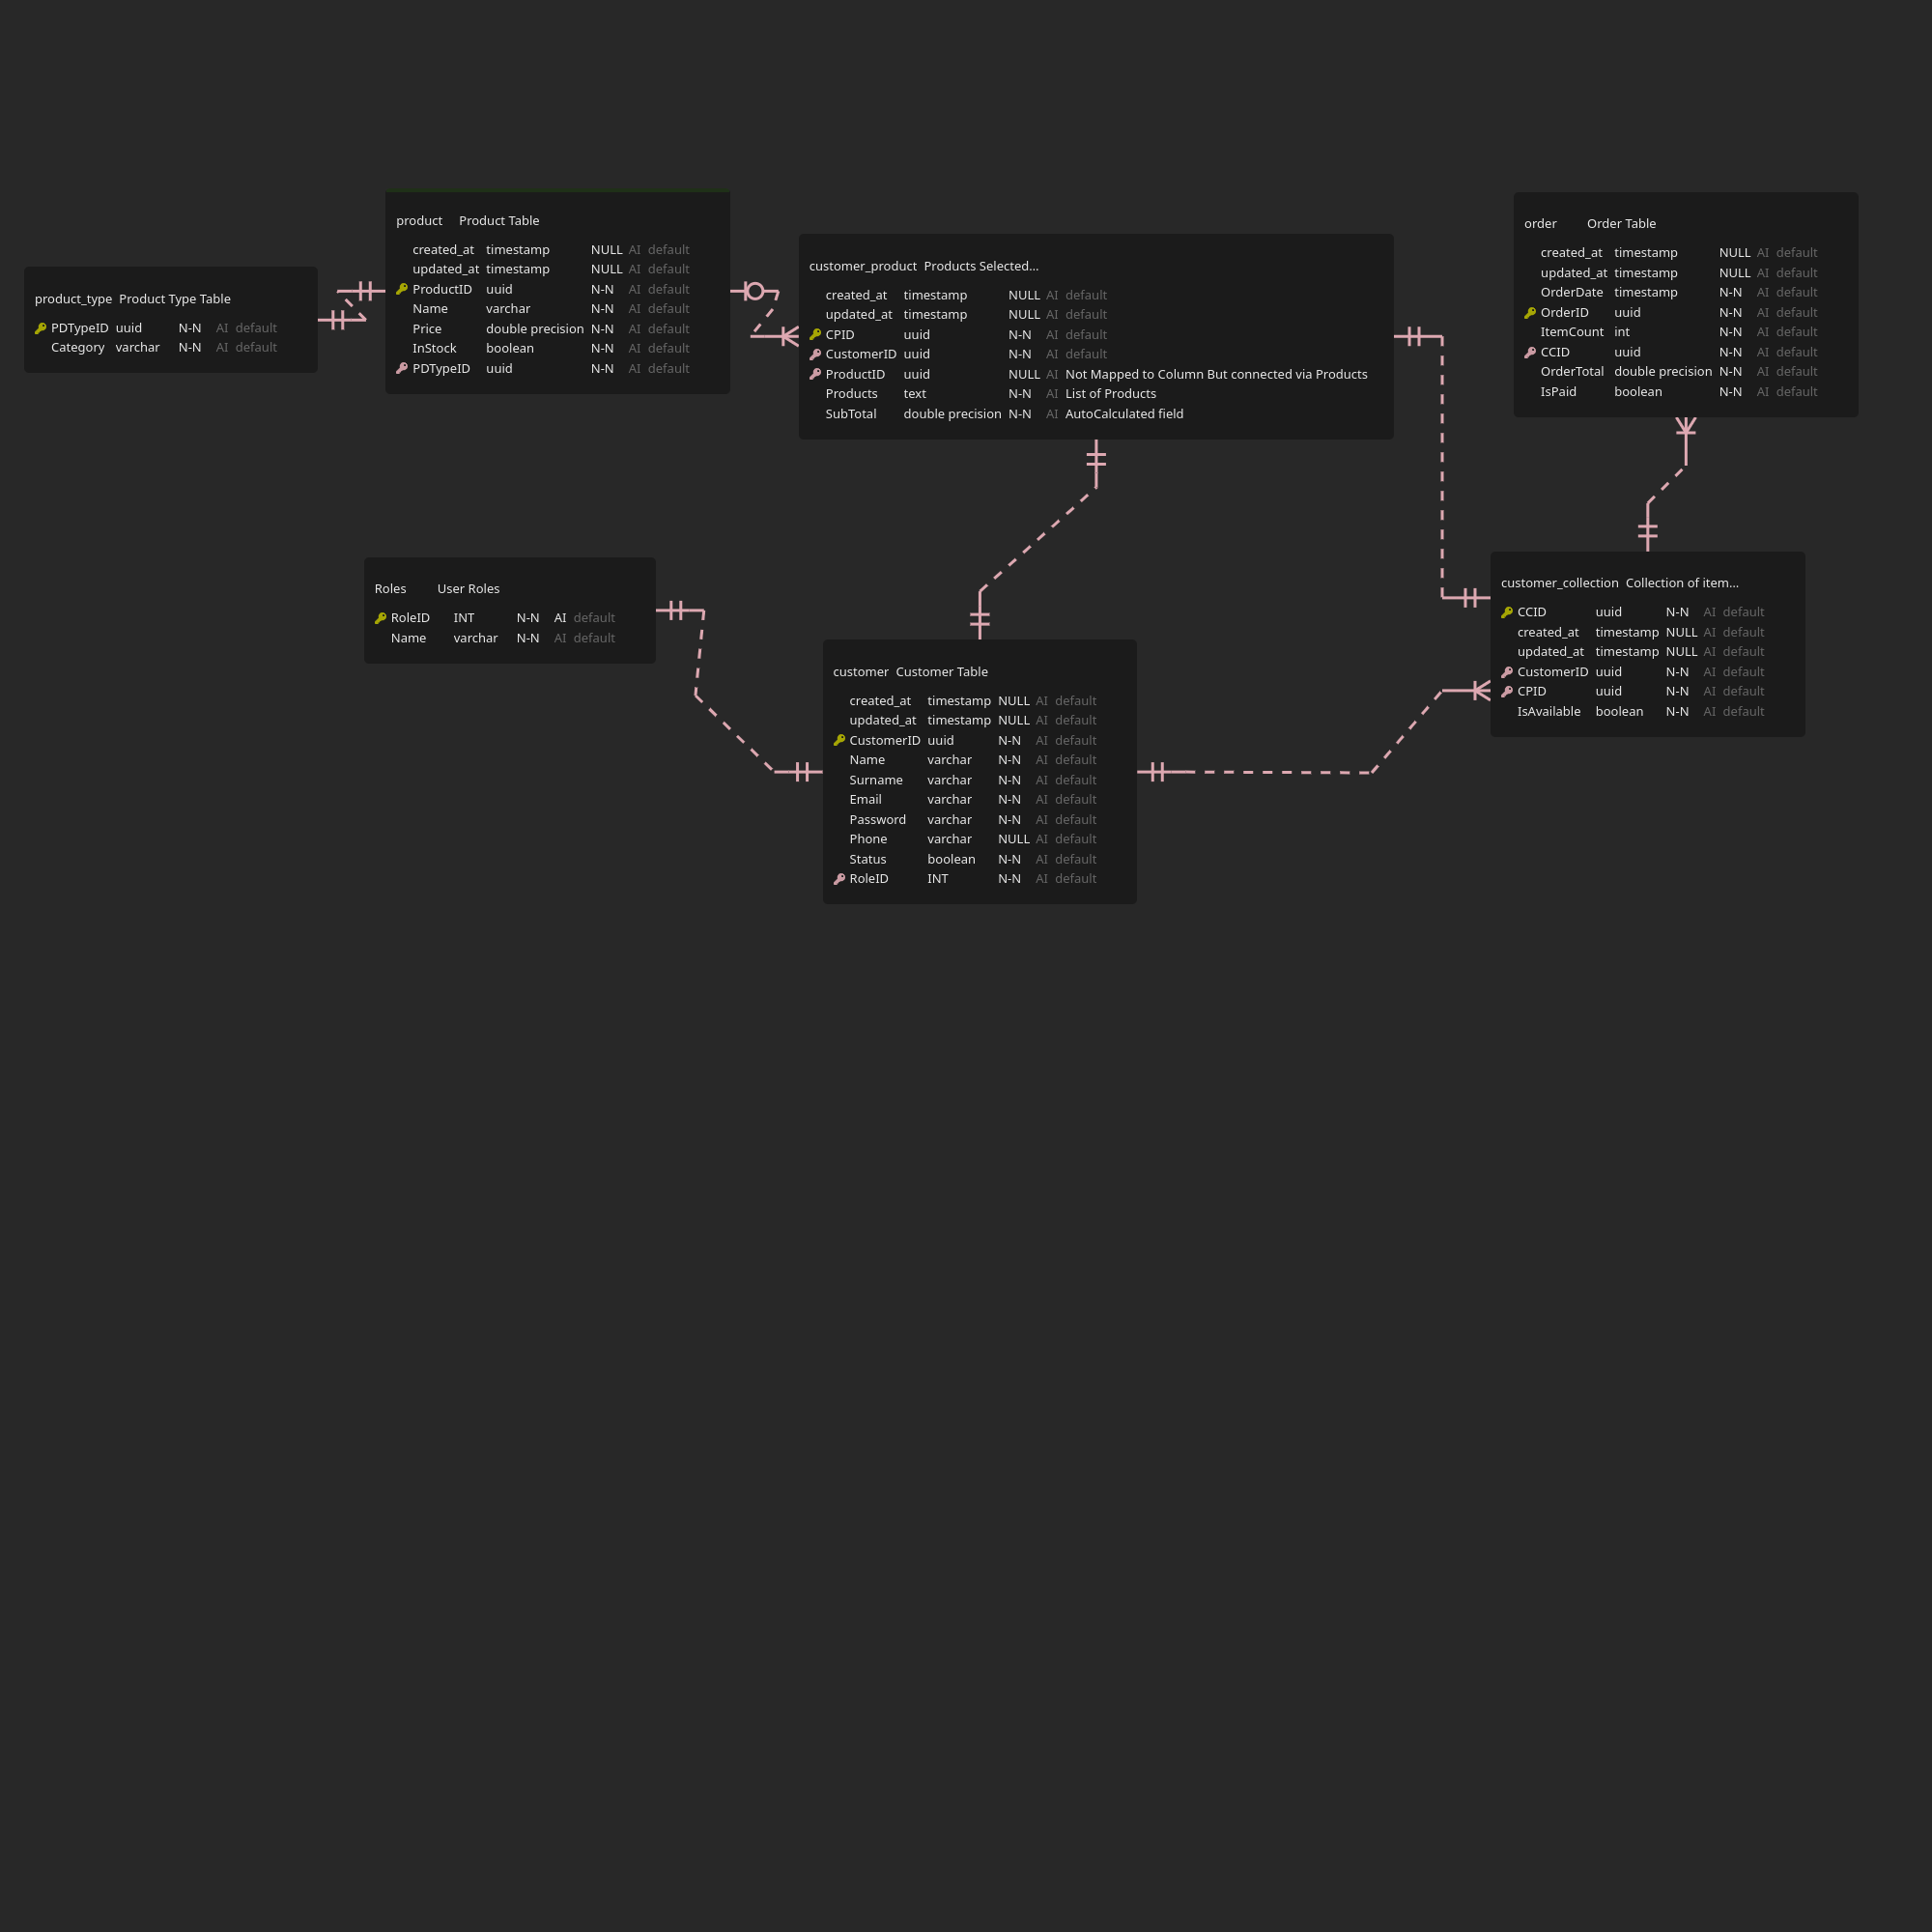 product_type Product Type Table
PDTypeID uuid N-N AI default
Category varchar N-N AI default
product Product Table
created_at timestamp NULL AI default
updated_at timestamp NULL AI default
ProductID uuid N-N AI default
Name varchar N-N AI default
Price double precision N-N AI default
InStock boolean N-N AI default
PDTypeID uuid N-N AI default
customer_product Products Selected...
created_at timestamp NULL AI default
updated_at timestamp NULL AI default
CPID uuid N-N AI default
CustomerID uuid N-N AI default
ProductID uuid NULL AI Not Mapped to Column But connected via Products
Products text N-N AI List of Products
SubTotal double precision N-N AI AutoCalculated field
order Order Table
created_at timestamp NULL AI default
updated_at timestamp NULL AI default
OrderDate timestamp N-N AI default
OrderID uuid N-N AI default
ItemCount int N-N AI default
CCID uuid N-N AI default
OrderTotal double precision N-N AI default
IsPaid boolean N-N AI default
Roles User Roles
RoleID INT N-N AI default
Name varchar N-N AI default
customer Customer Table
created_at timestamp NULL AI default
updated_at timestamp NULL AI default
CustomerID uuid N-N AI default
Name varchar N-N AI default
Surname varchar N-N AI default
Email varchar N-N AI default
Password varchar N-N AI default
Phone varchar NULL AI default
Status boolean N-N AI default
RoleID INT N-N AI default
customer_collection Collection of item...
CCID uuid N-N AI default
created_at timestamp NULL AI default
updated_at timestamp NULL AI default
CustomerID uuid N-N AI default
CPID uuid N-N AI default
IsAvailable boolean N-N AI default